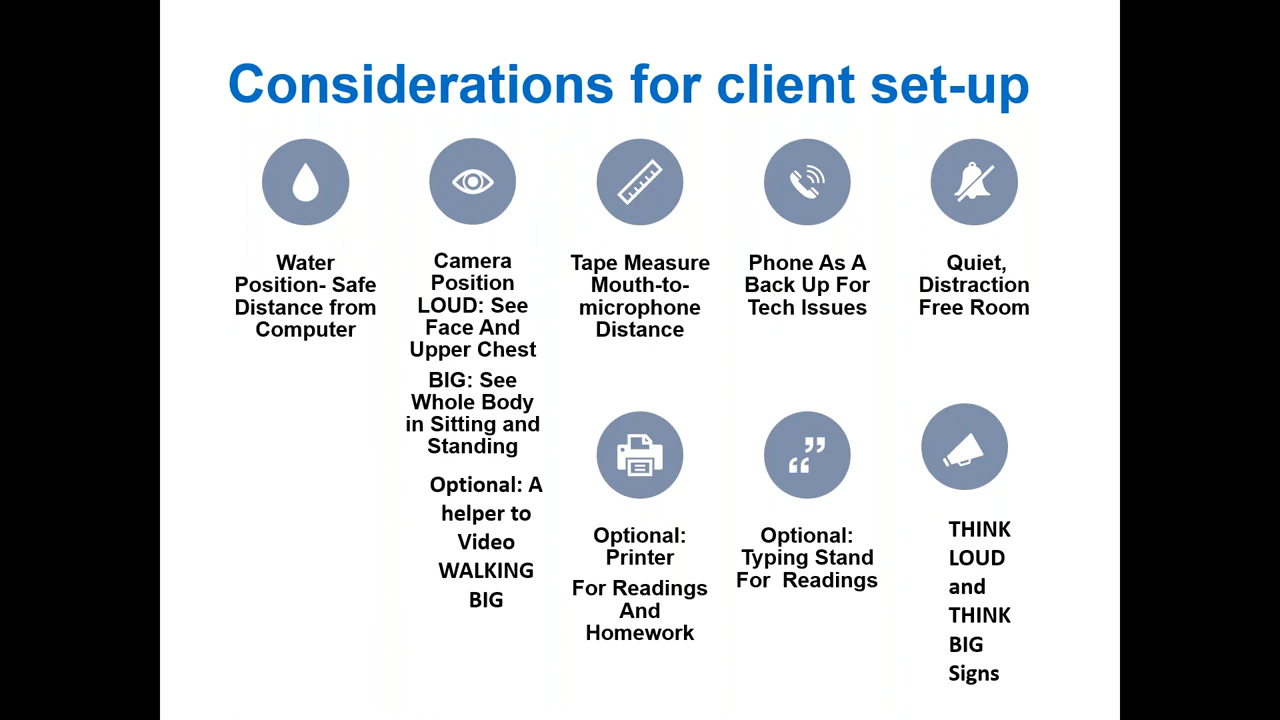 Considerations for client set-up
Water
Position- Safe
Distance from
Computer
Camera
Position
LOUD: See
Face And
Upper Chest
BIG: See
Whole Body
in Sitting and
Standing
Optional: A
helper to
Video
WALKING
BIG
Tape Measure
Mouth-to-
microphone
Distance
Phone As A
Back Up For
Tech Issues
Quiet,
Distraction
Free Room
Optional:
Printer
For Readings
And
Homework
Optional:
Typing Stand
For  Readings
THINK
LOUD
and
THINK
BIG
Signs